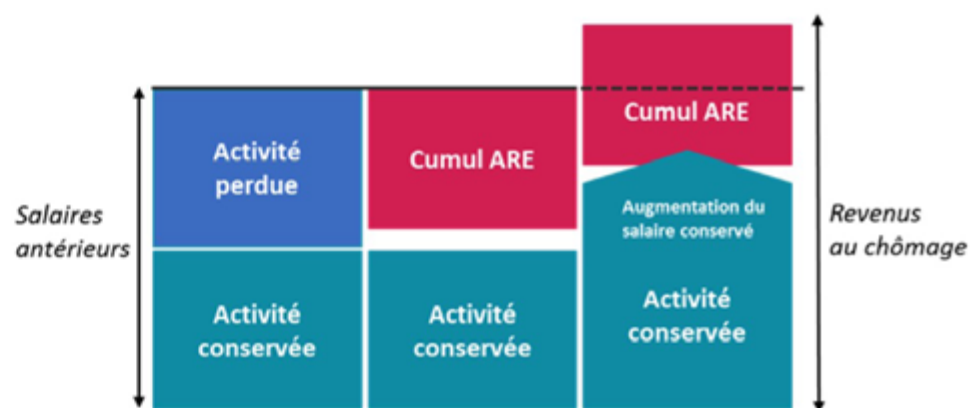 Salaires
antérieurs
Activité
perdue
Activité
conservée
Cumul ARE
Activité
conservée
Cumul ARE
Augmentation du
salaire conservé
Activité
conservée
Revenus
au chômage